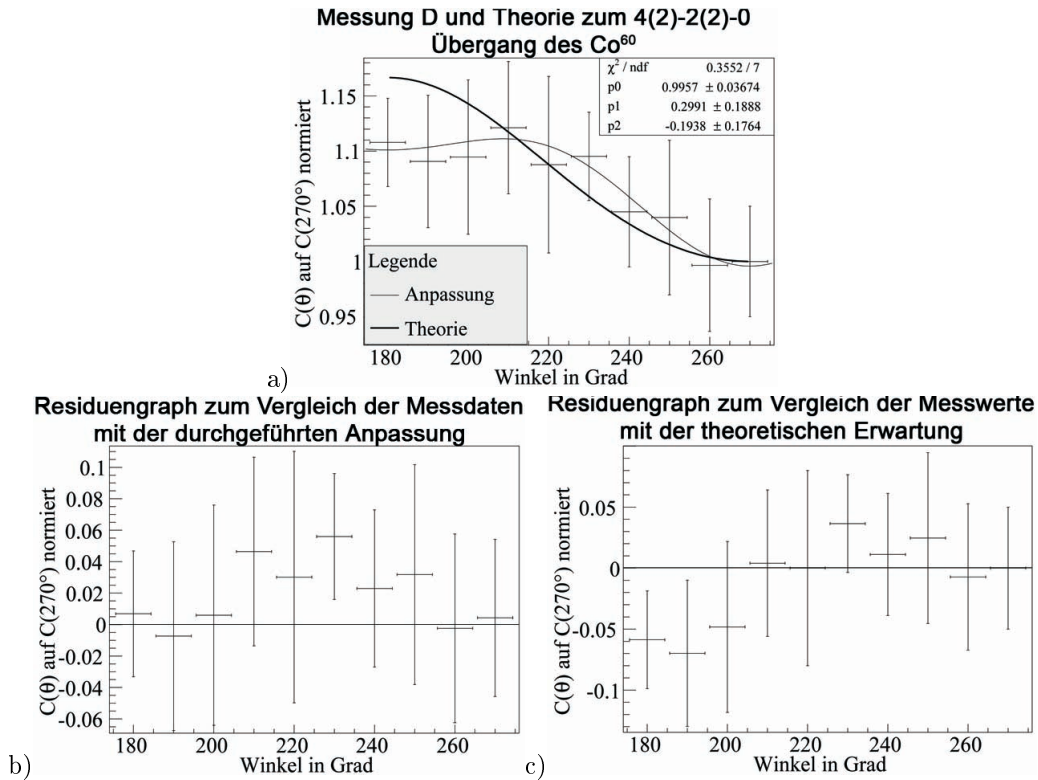 Messung D und Theorie zum 4(2)-2(2)-0
Übergang des Co⁶⁰
χ² / ndf 0.3552 / 7
p0 0.9957 ± 0.03674
p1 0.2991 ± 0.1888
p2 -0.1938 ± 0.1764
C(θ) auf C(270°) normiert
1.15
1.1
1.05
1
0.95
Legende
Anpassung
Theorie
180 200 220 240 260
Winkel in Grad
a)
Residuengraph zum Vergleich der Messdaten
mit der durchgeführten Anpassung
C(θ) auf C(270°) normiert
0.1
0.08
0.06
0.04
0.02
0
-0.02
-0.04
-0.06
180 200 220 240 260
Winkel in Grad
b)
Residuengraph zum Vergleich der Messwerte
mit der theoretischen Erwartung
C(θ) auf C(270°) normiert
0.05
0
-0.05
-0.1
180 200 220 240 260
Winkel in Grad
c)